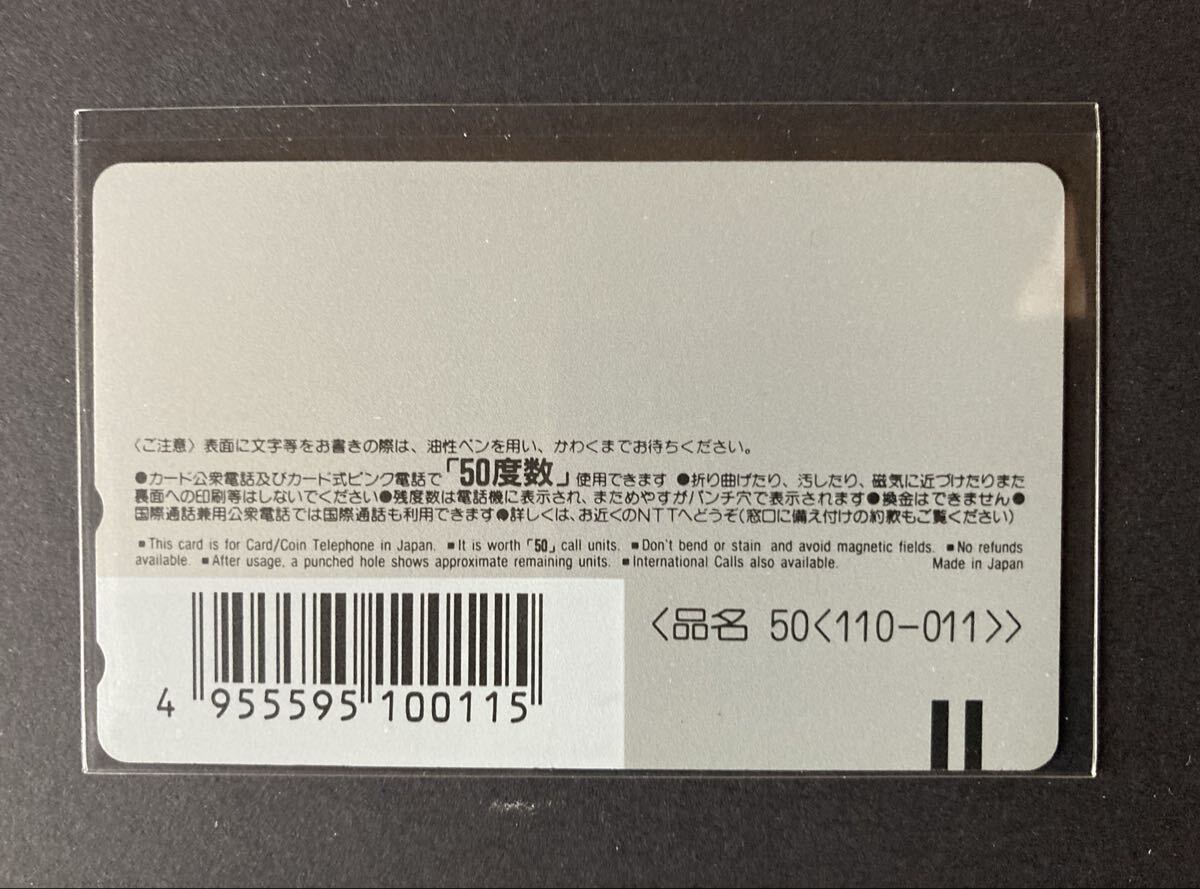 〈ご注意〉表面に文字等をお書きの際は、油性ペンを用い、かわくまでお待ちください。
●カード公衆電話及びカード式ピンク電話で「50度数」使用できます ●折り曲げたり、汚したり、磁気に近づけたりまた
裏面への印刷等はしないでください●残度数は電話機に表示され、まためやすがパンチ穴で表示されます●換金はできません●
国際通話兼用公衆電話では国際通話も利用できます●詳しくは、お近くのNTTへどうぞ(窓口に備え付けの約款もご覧ください)
■This card is for Card/Coin Telephone in Japan. ■It is worth「50」call units. ■Don't bend or stain and avoid magnetic fields. ■No refunds
available. ■After usage, a punched hole shows approximate remaining units. ■International Calls also available. Made in Japan
〈品名 50〈110-011〉〉
4 955595 100115